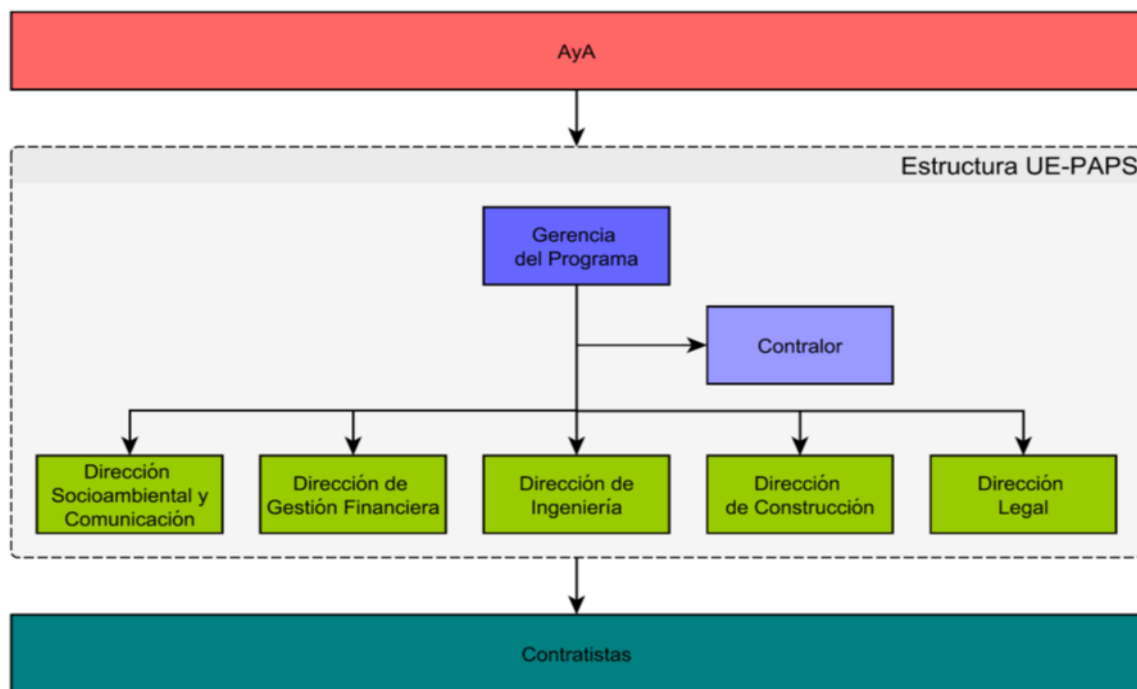 AyA
Estructura UE-PAPS
Gerencia
del Programa
Contralor
Dirección
Socioambiental y
Comunicación
Dirección de
Gestión Financiera
Dirección de
Ingeniería
Dirección
de Construcción
Dirección
Legal
Contratistas